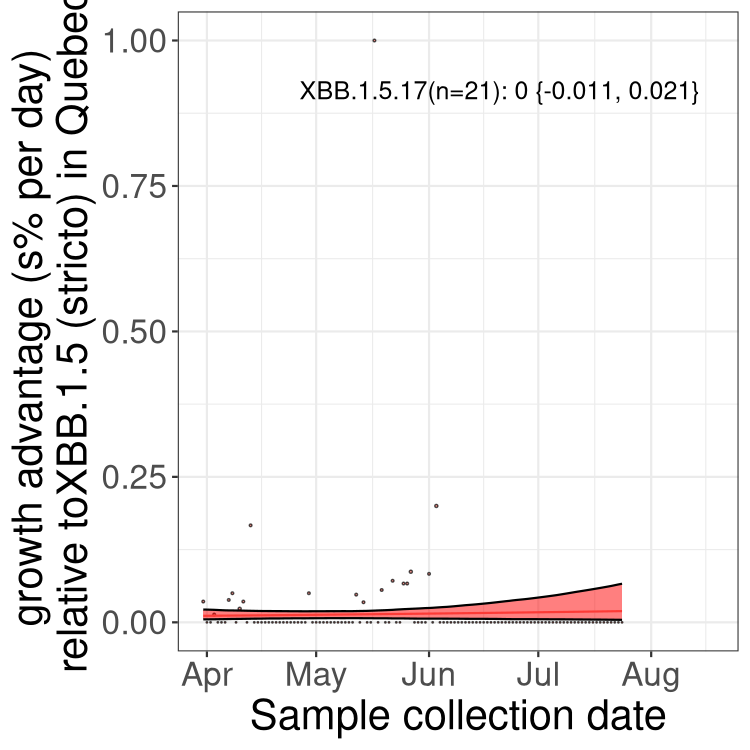 growth advantage (s% per day)
relative toXBB.1.5 (stricto) in Quebec
1.00
XBB.1.5.17(n=21): 0 {-0.011, 0.021}
0.75
0.50
0.25
0.00
Apr May Jun Jul Aug
Sample collection date